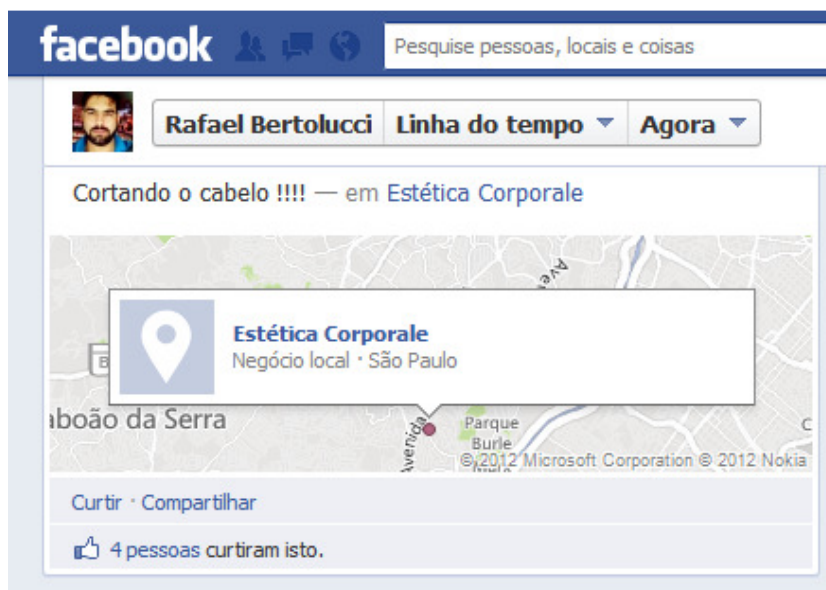 facebook
Pesquise pessoas, locais e coisas
Rafael Bertolucci Linha do tempo Agora
Cortando o cabelo !!!! — em Estética Corporale
Estética Corporale
Negócio local · São Paulo
aboão da Serra
Avenida
Parque
Burle
© 2012 Microsoft Corporation © 2012 Nokia
Curtir · Compartilhar
4 pessoas curtiram isto.